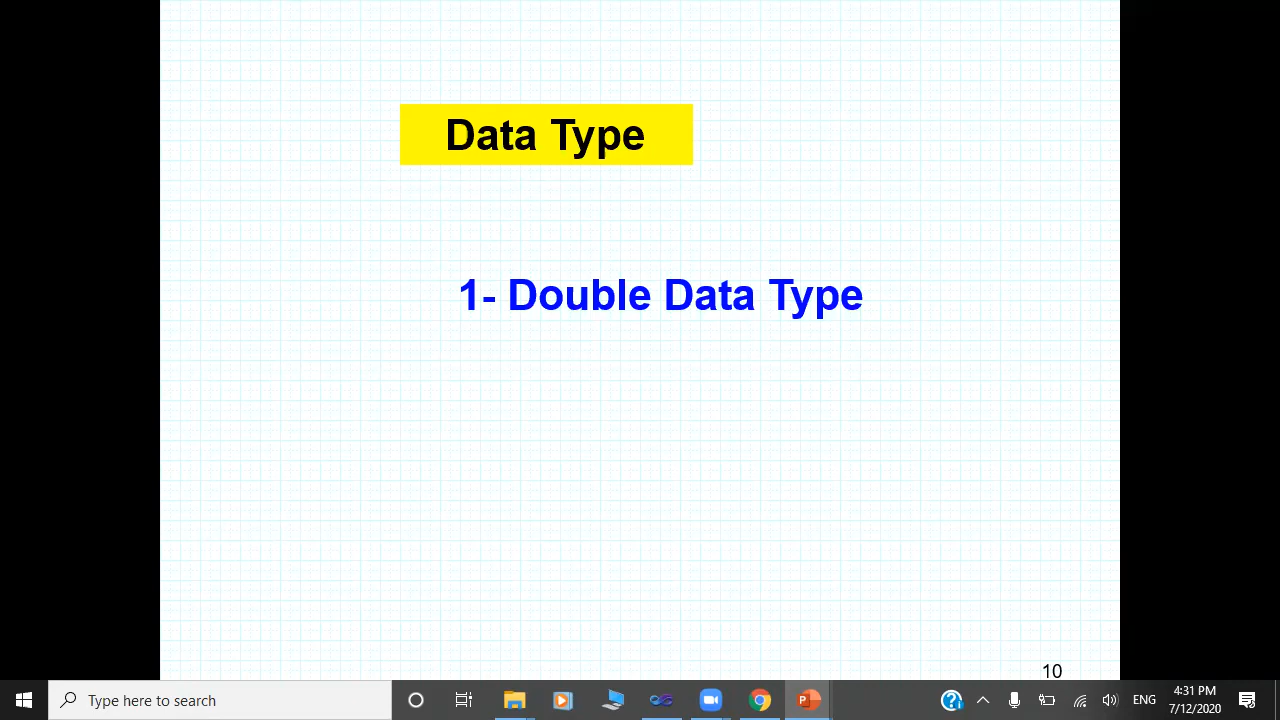 Data Type
1- Double Data Type
10
Type here to search
ENG
4:31 PM
7/12/2020